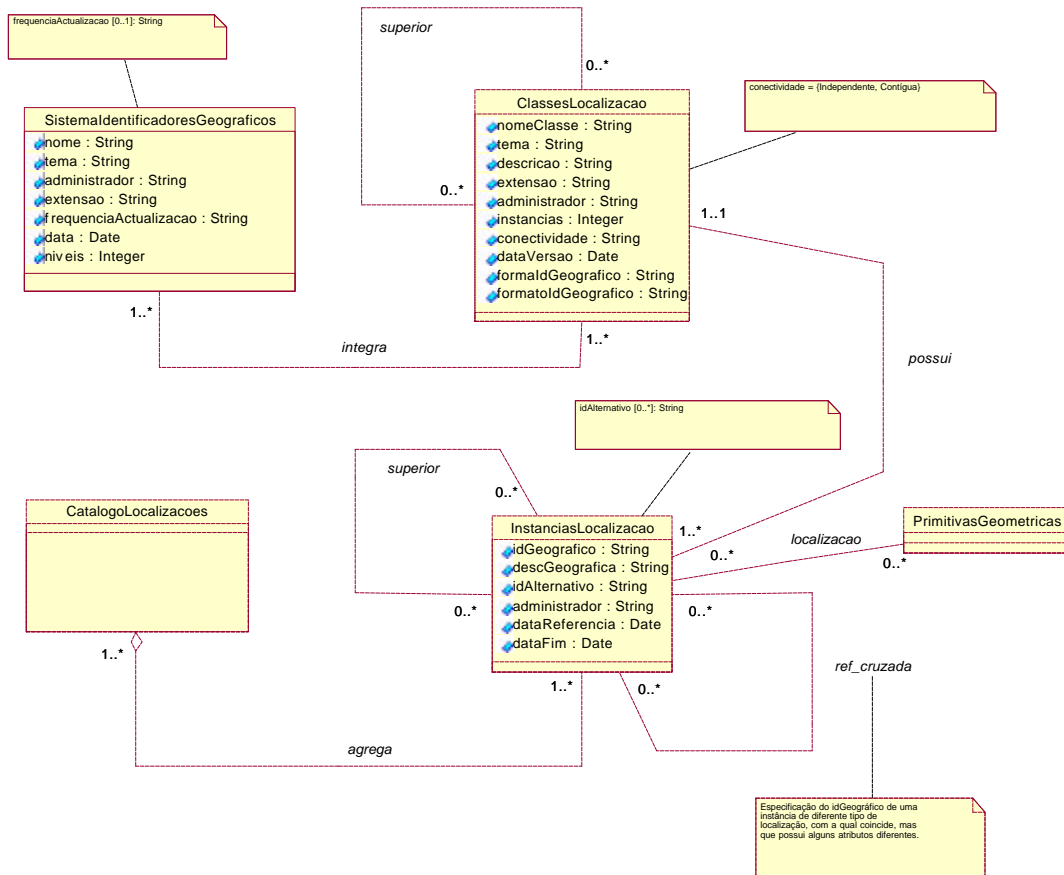 frequenciaActualizacao [0..1]: String
superior
0..*
0..*
SistemaIdentificadoresGeograficos
nome : String
tema : String
administrador : String
extensao : String
frequenciaActualizacao : String
data : Date
niveis : Integer
1..*
ClassesLocalizacao
nomeClasse : String
tema : String
descricao : String
extensao : String
administrador : String
instancias : Integer
conectividade : String
dataVersao : Date
formaIdGeografico : String
formatoIdGeografico : String
conectividade = {Independente, Contígua}
1..1
1..*
integra
possui
idAlternativo [0..*]: String
superior
0..*
0..*
CatalogoLocalizacoes
1..*
InstanciasLocalizacao
idGeografico : String
descGeografica : String
idAlternativo : String
administrador : String
dataReferencia : Date
dataFim : Date
1..*
0..*
localizacao
0..*
PrimitivasGeometricas
0..*
0..*
1..*
ref_cruzada
agrega
Especificação do idGeográfico de uma
instância de diferente tipo de
localização, com a qual coincide, mas
que possui alguns atributos diferentes.